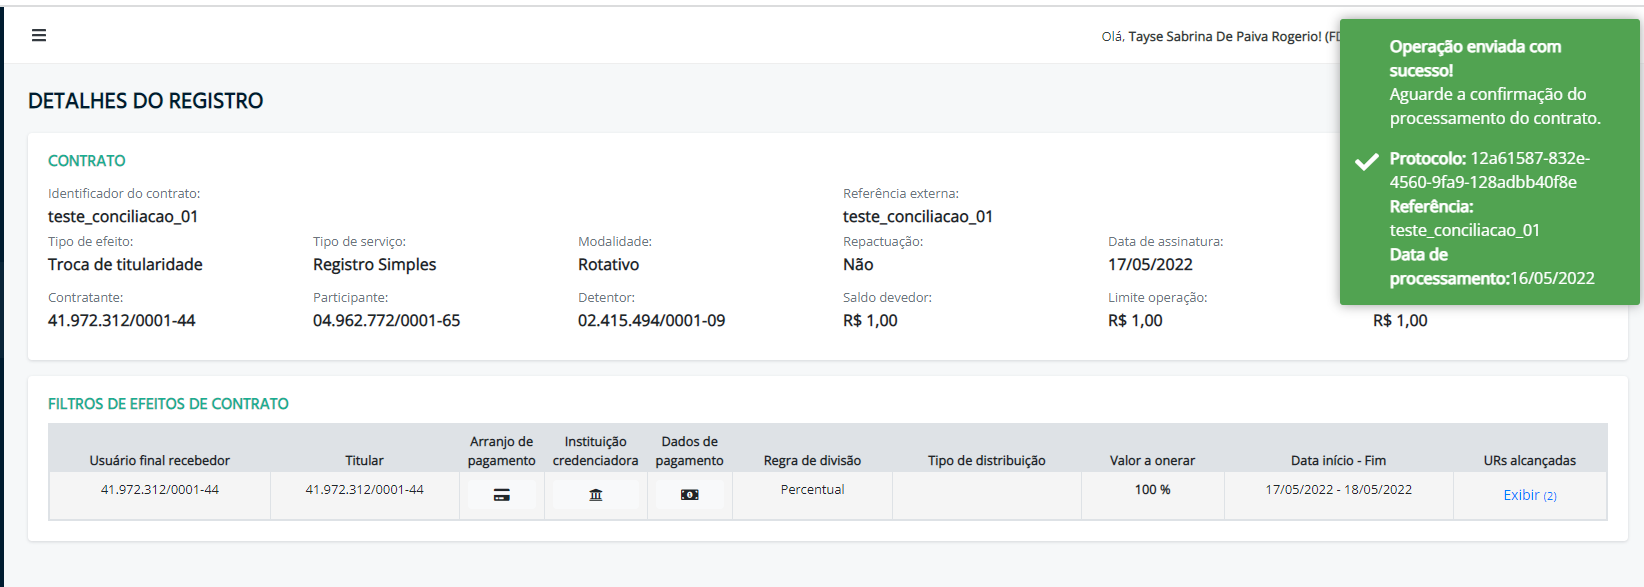 Olá, Tayse Sabrina De Paiva Rogerio! (FD
Operação enviada com
sucesso!
Aguarde a confirmação do
processamento do contrato.
Protocolo: 12a61587-832e-
4560-9fa9-128adbb40f8e
Referência:
teste_conciliacao_01
Data de
processamento:16/05/2022
DETALHES DO REGISTRO
CONTRATO
Identificador do contrato: Referência externa:
teste_conciliacao_01 teste_conciliacao_01
Tipo de efeito: Tipo de serviço: Modalidade: Repactuação: Data de assinatura:
Troca de titularidade Registro Simples Rotativo Não 17/05/2022
Contratante: Participante: Detentor: Saldo devedor: Limite operação:
41.972.312/0001-44 04.962.772/0001-65 02.415.494/0001-09 R$ 1,00 R$ 1,00 R$ 1,00
FILTROS DE EFEITOS DE CONTRATO
Arranjo de Instituição Dados de
Usuário final recebedor Titular pagamento credenciadora pagamento Regra de divisão Tipo de distribuição Valor a onerar Data início - Fim URs alcançadas
41.972.312/0001-44 41.972.312/0001-44 Percentual 100 % 17/05/2022 - 18/05/2022 Exibir (2)